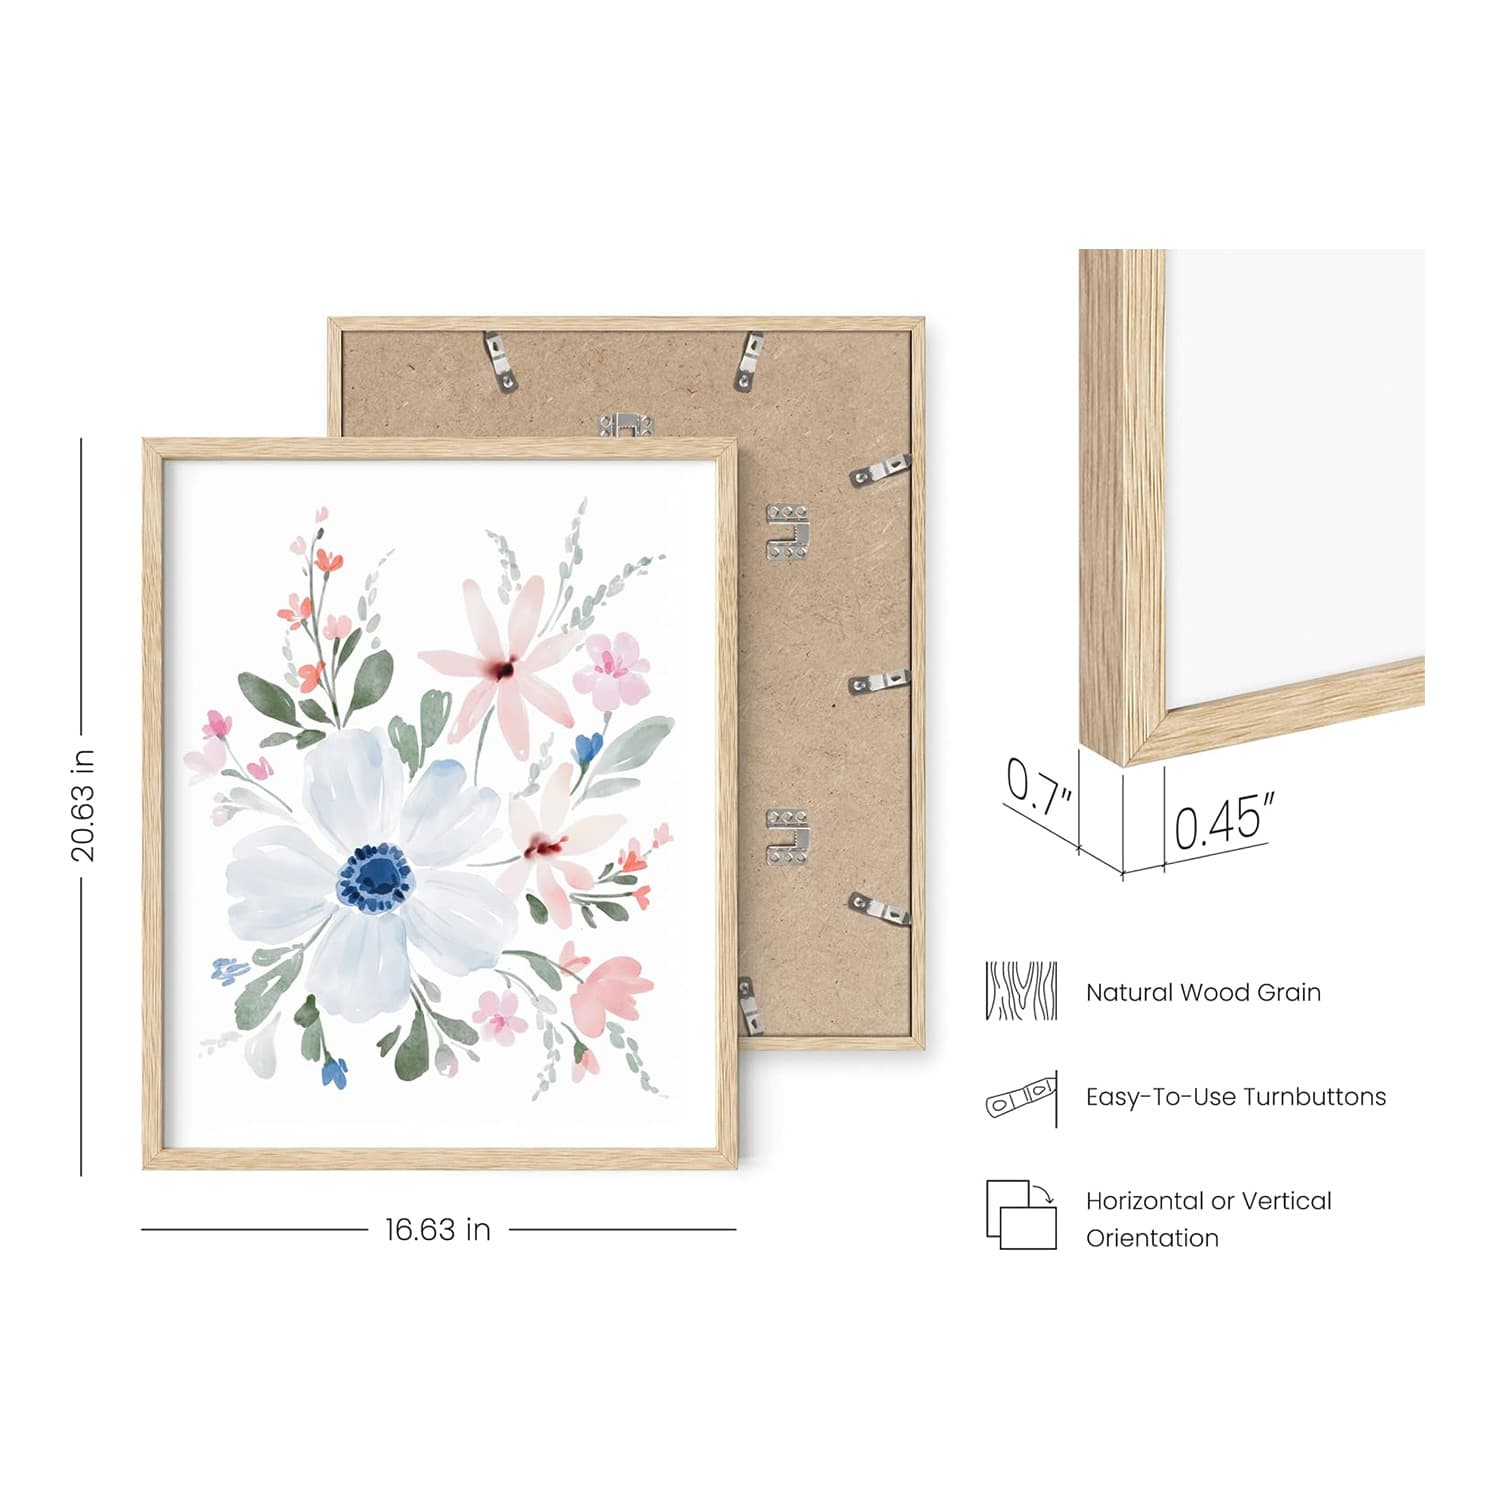 20.63 in
16.63 in
0.7"
0.45"
Natural Wood Grain
Easy-To-Use Turnbuttons
Horizontal or Vertical
Orientation